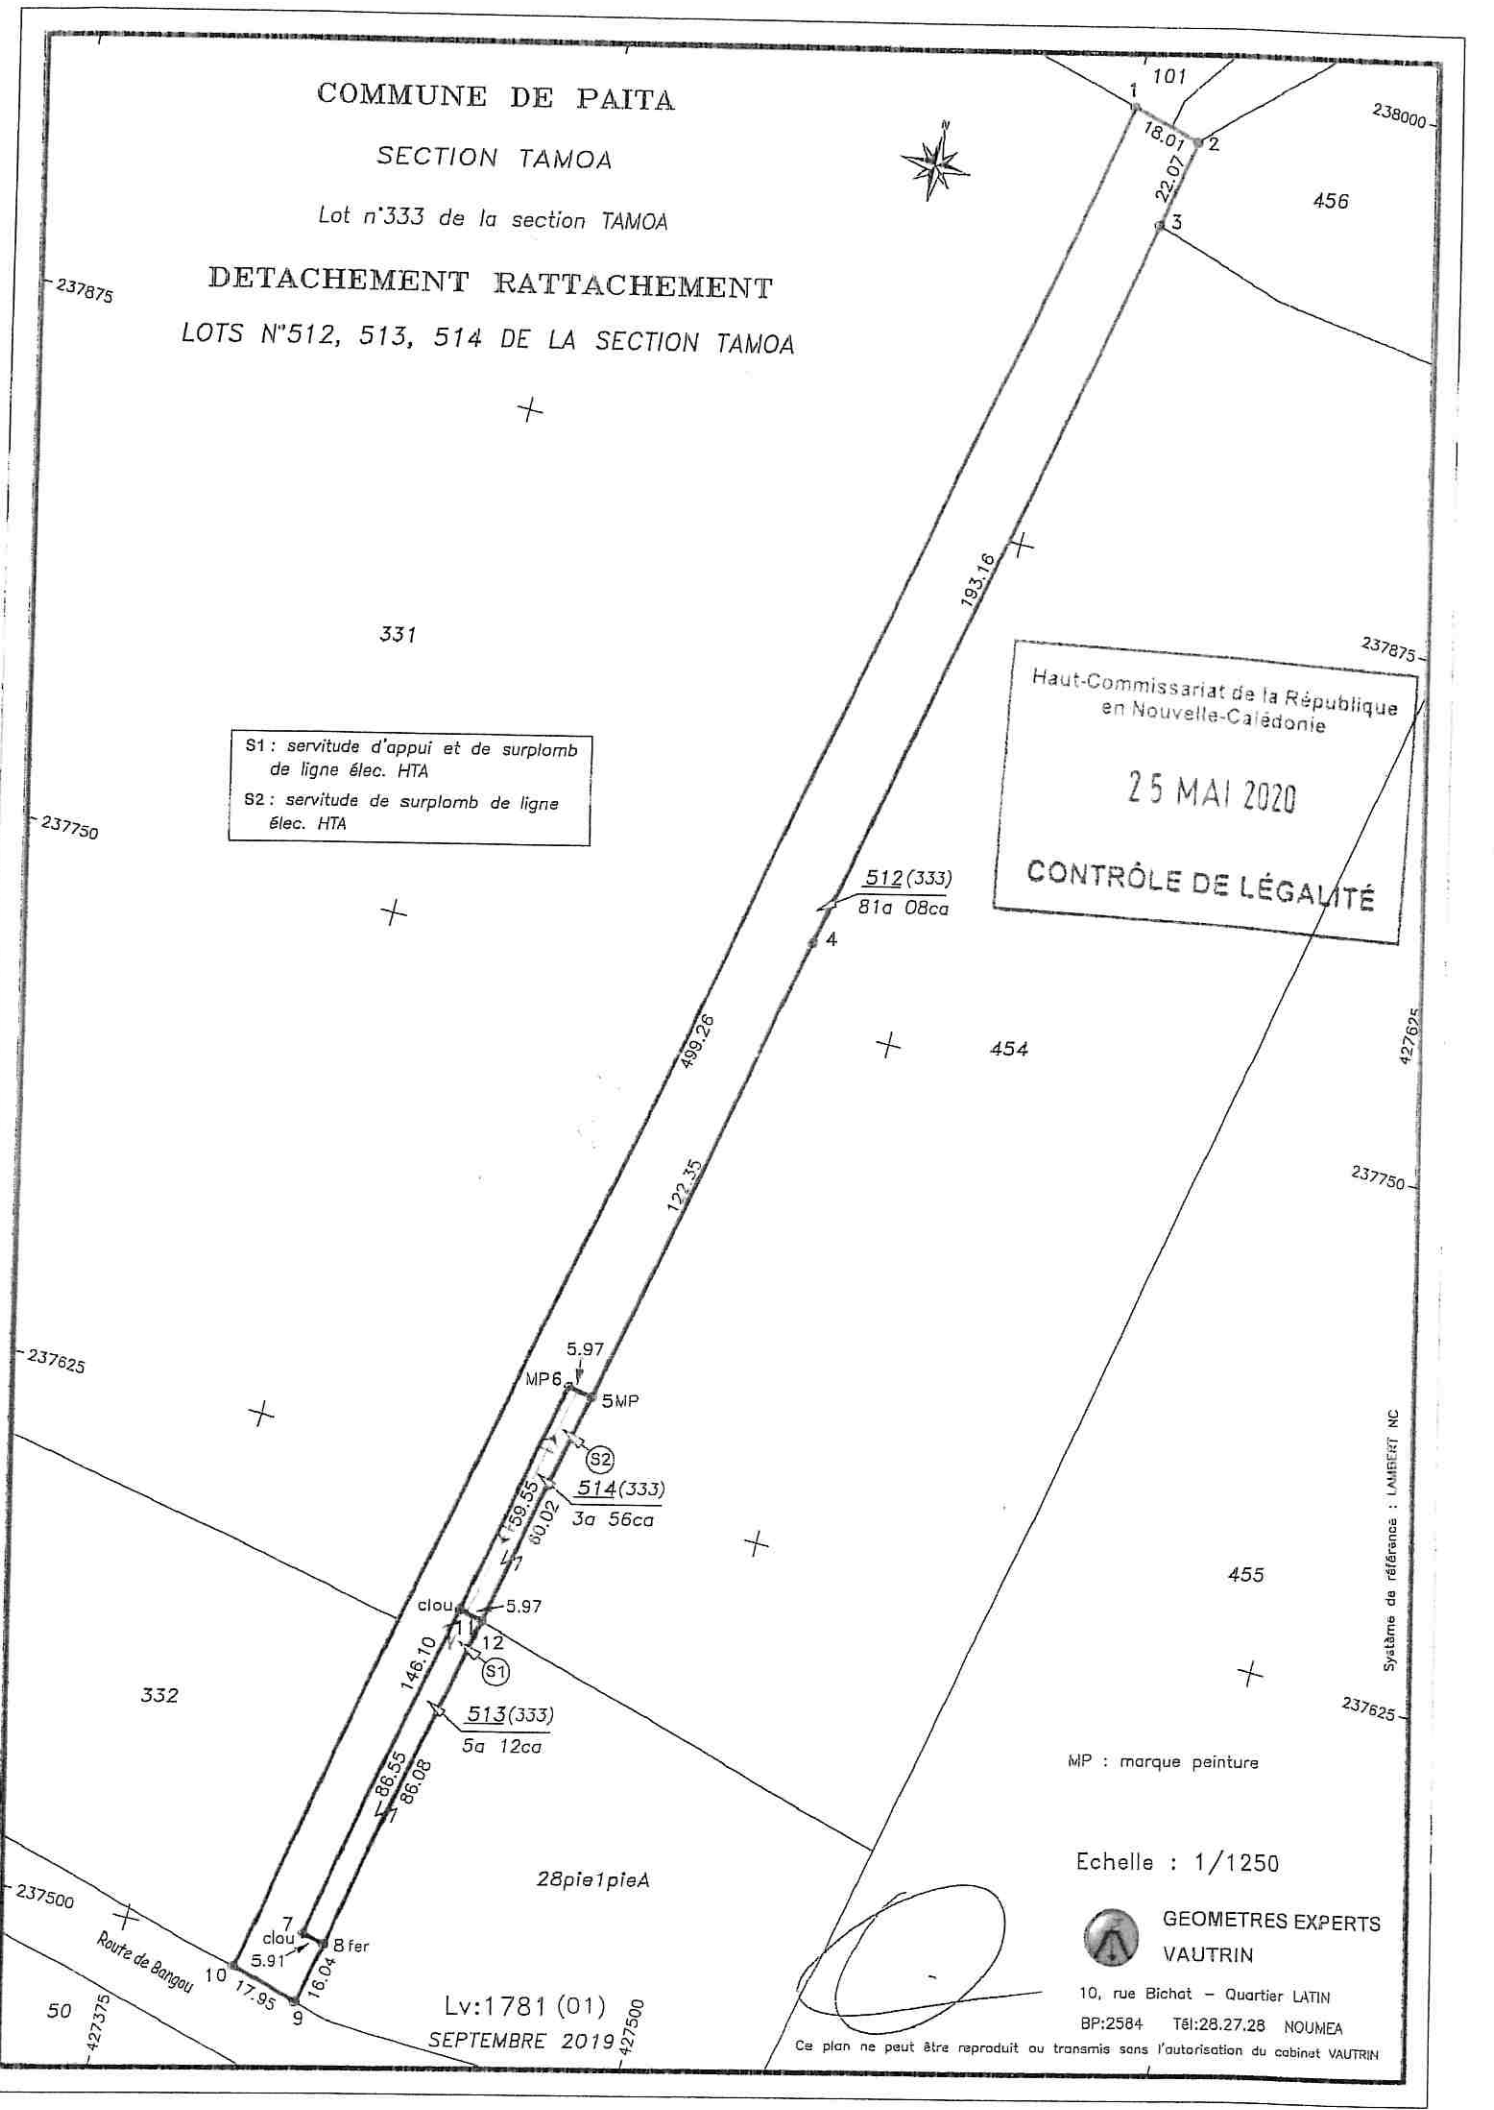 COMMUNE DE PAITA
SECTION TAMOA
Lot n°333 de la section TAMOA
DETACHEMENT RATTACHEMENT
LOTS N°512, 513, 514 DE LA SECTION TAMOA
N
101
1
18.01
2
22.07
3
238000
456
237875
193.16
331
237875
Haut-Commissariat de la République
en Nouvelle-Calédonie
25 MAI 2020
CONTRÔLE DE LÉGALITÉ
S1 : servitude d'appui et de surplomb
de ligne élec. HTA
S2 : servitude de surplomb de ligne
élec. HTA
237750
512(333)
81a 08ca
4
499.26
454
427625
122.35
237750
237625
5.97
MP6
5MP
S2
514(333)
3a 56ca
59.55
60.02
455
Système de référence : LAMBERT NC
clou
5.97
11
12
S1
146.10
332
513(333)
5a 12ca
237625
86.55
86.08
MP : marque peinture
Echelle : 1/1250
28pie1pieA
237500
7
clou
8 fer
5.91
10
17.95
16.04
9
Route de Bangou
50
427375
Lv:1781 (01)
SEPTEMBRE 2019
427500
GEOMETRES EXPERTS
VAUTRIN
10, rue Bichat – Quartier LATIN
BP:2584 Tél:28.27.28 NOUMEA
Ce plan ne peut être reproduit ou transmis sans l'autorisation du cabinet VAUTRIN